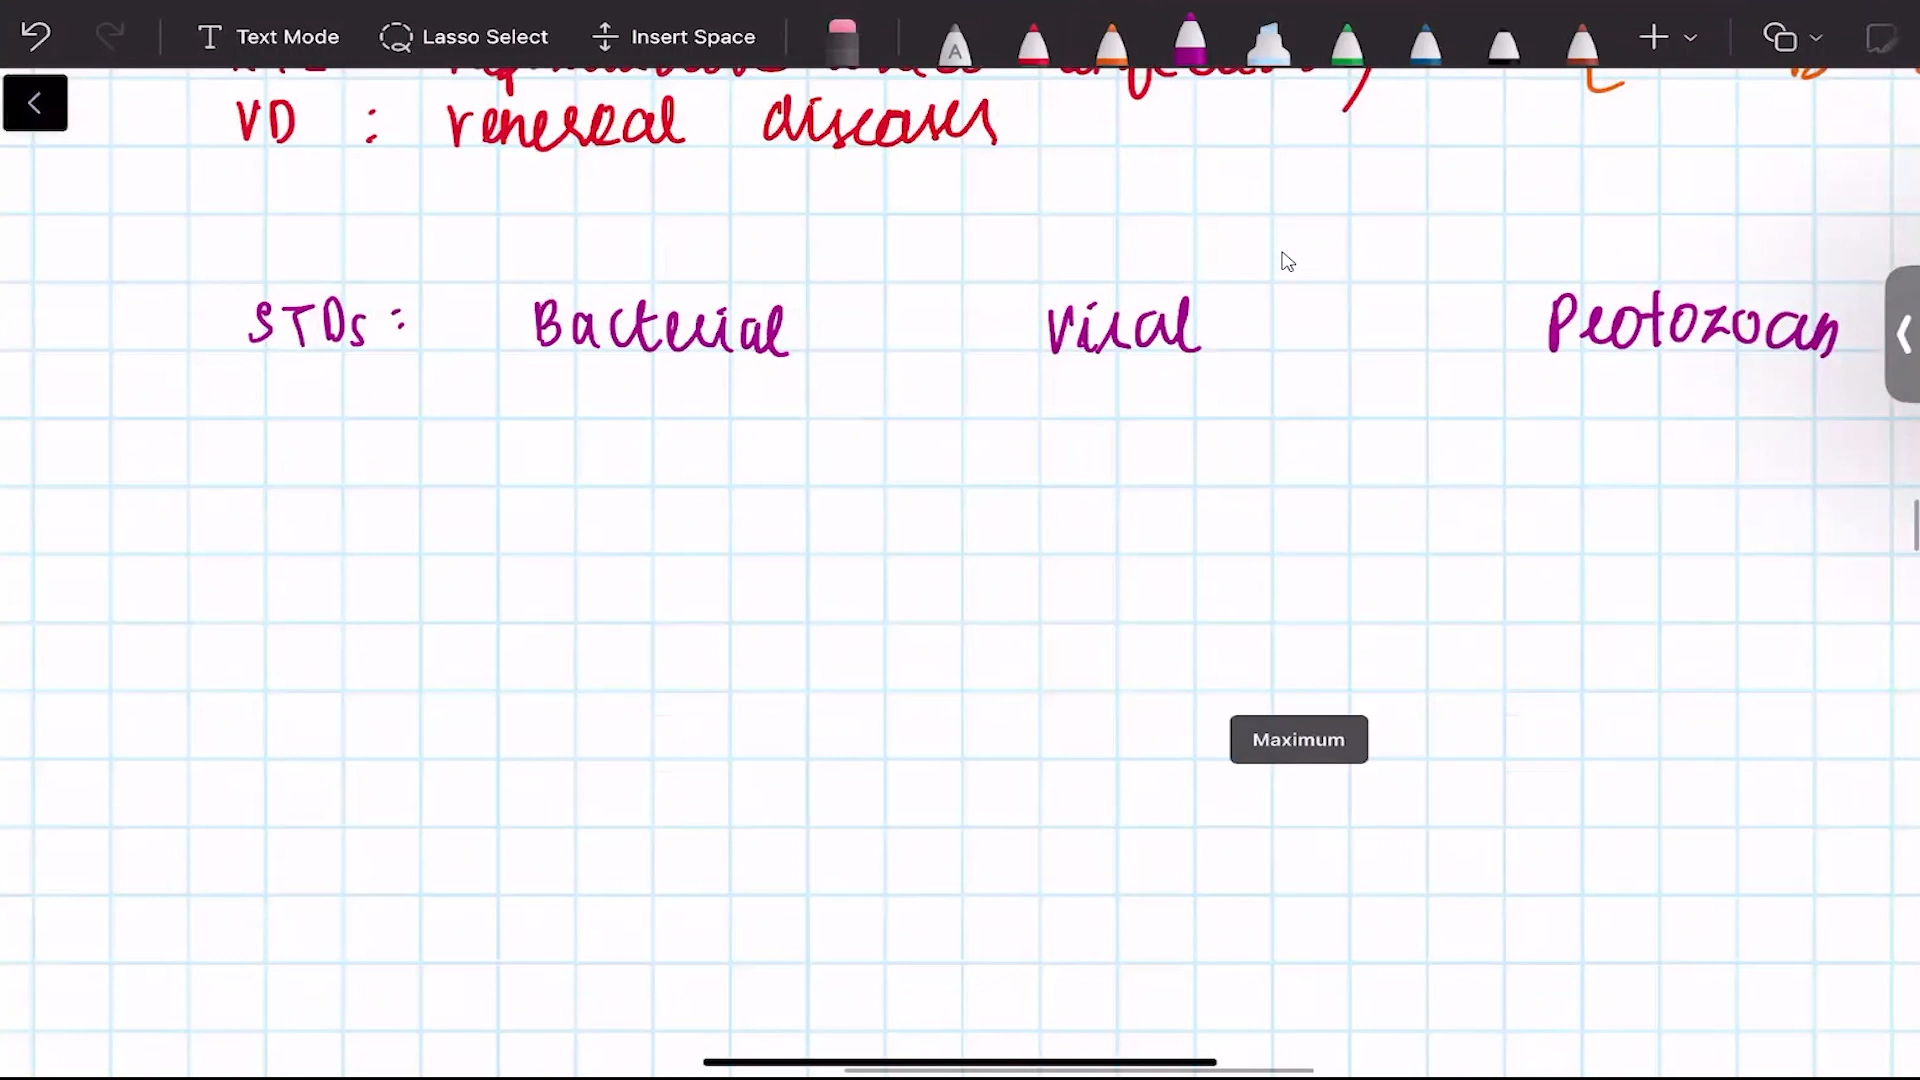 Text Mode Lasso Select Insert Space
VD : venereal diseases
STDs : Bacterial Viral Protozoan
Maximum